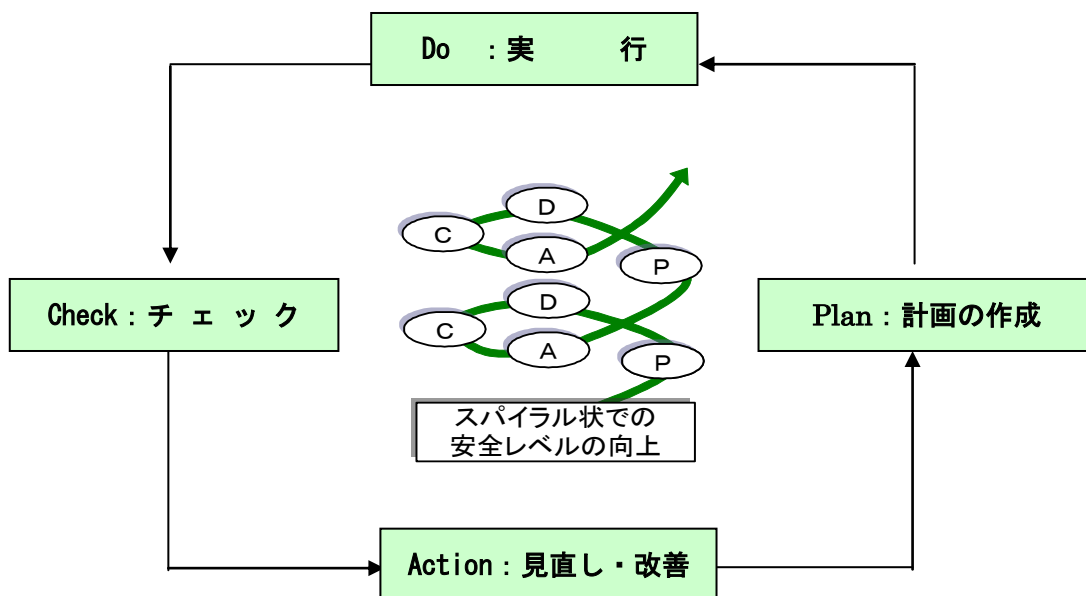 Do ：実　　　行
D
C
A
P
D
C
A
P
Check：チ ェ ッ ク
Plan：計画の作成
スパイラル状での
安全レベルの向上
Action：見直し・改善